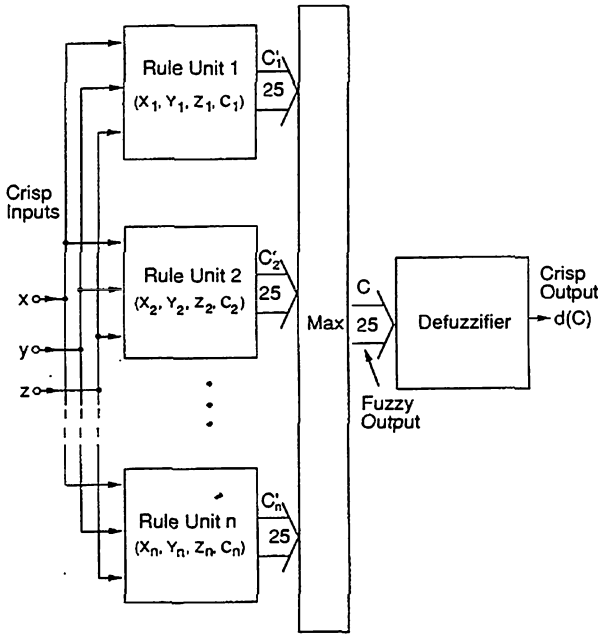 Rule Unit 1
(X1, Y1, Z1, C1)
C'1
25
Crisp
Inputs
Rule Unit 2
(X2, Y2, Z2, C2)
C'2
25
x
y
z
Max
C
25
Fuzzy
Output
Defuzzifier
Crisp
Output
d(C)
Rule Unit n
(Xn, Yn, Zn, Cn)
C'n
25